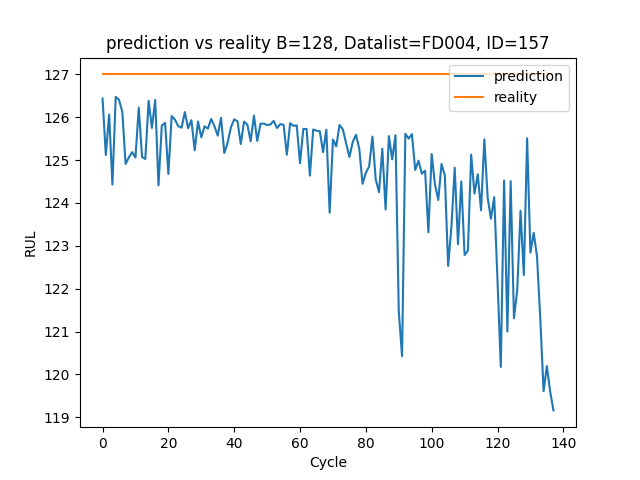 prediction vs reality B=128, Datalist=FD004, ID=157
prediction
reality
RUL
127
126
125
124
123
122
121
120
119
0 20 40 60 80 100 120 140
Cycle